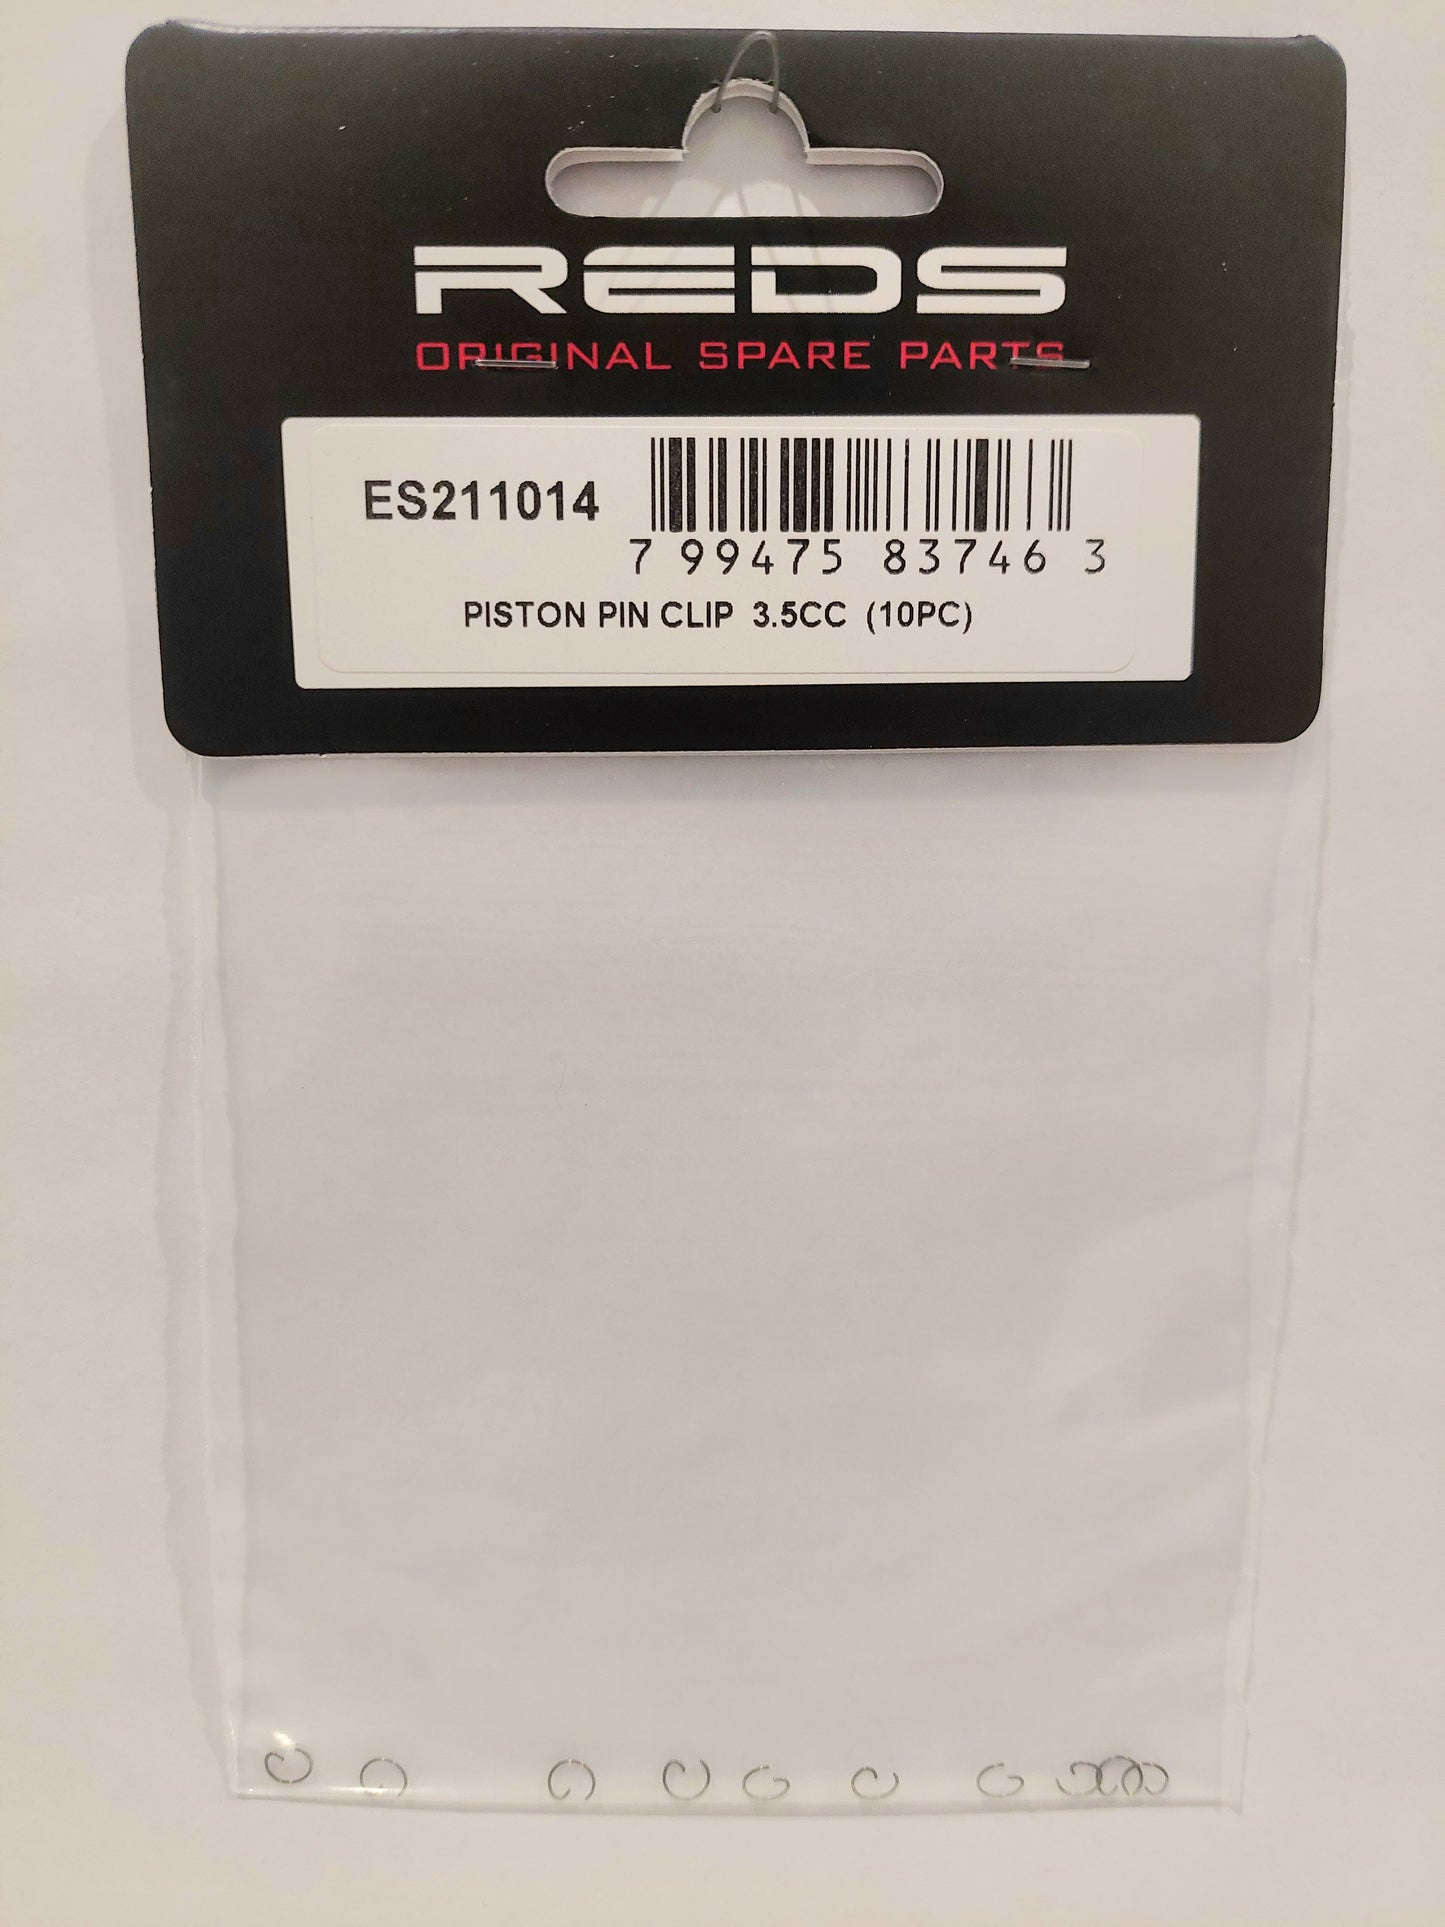 REDS
ORIGINAL SPARE PARTS
ES211014
7 99475 83746 3
PISTON PIN CLIP 3.5CC (10PC)